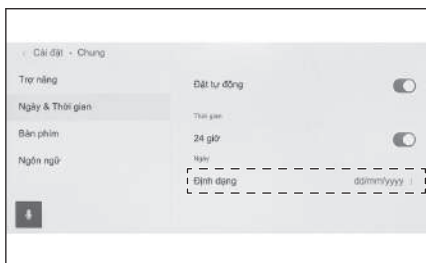 ‹ Cài đặt - Chung
Trợ năng
Ngày & Thời gian
Bàn phím
Ngôn ngữ
Đặt tự động
Thời gian
24 giờ
Ngày
Định dạng dd/mm/yyyy